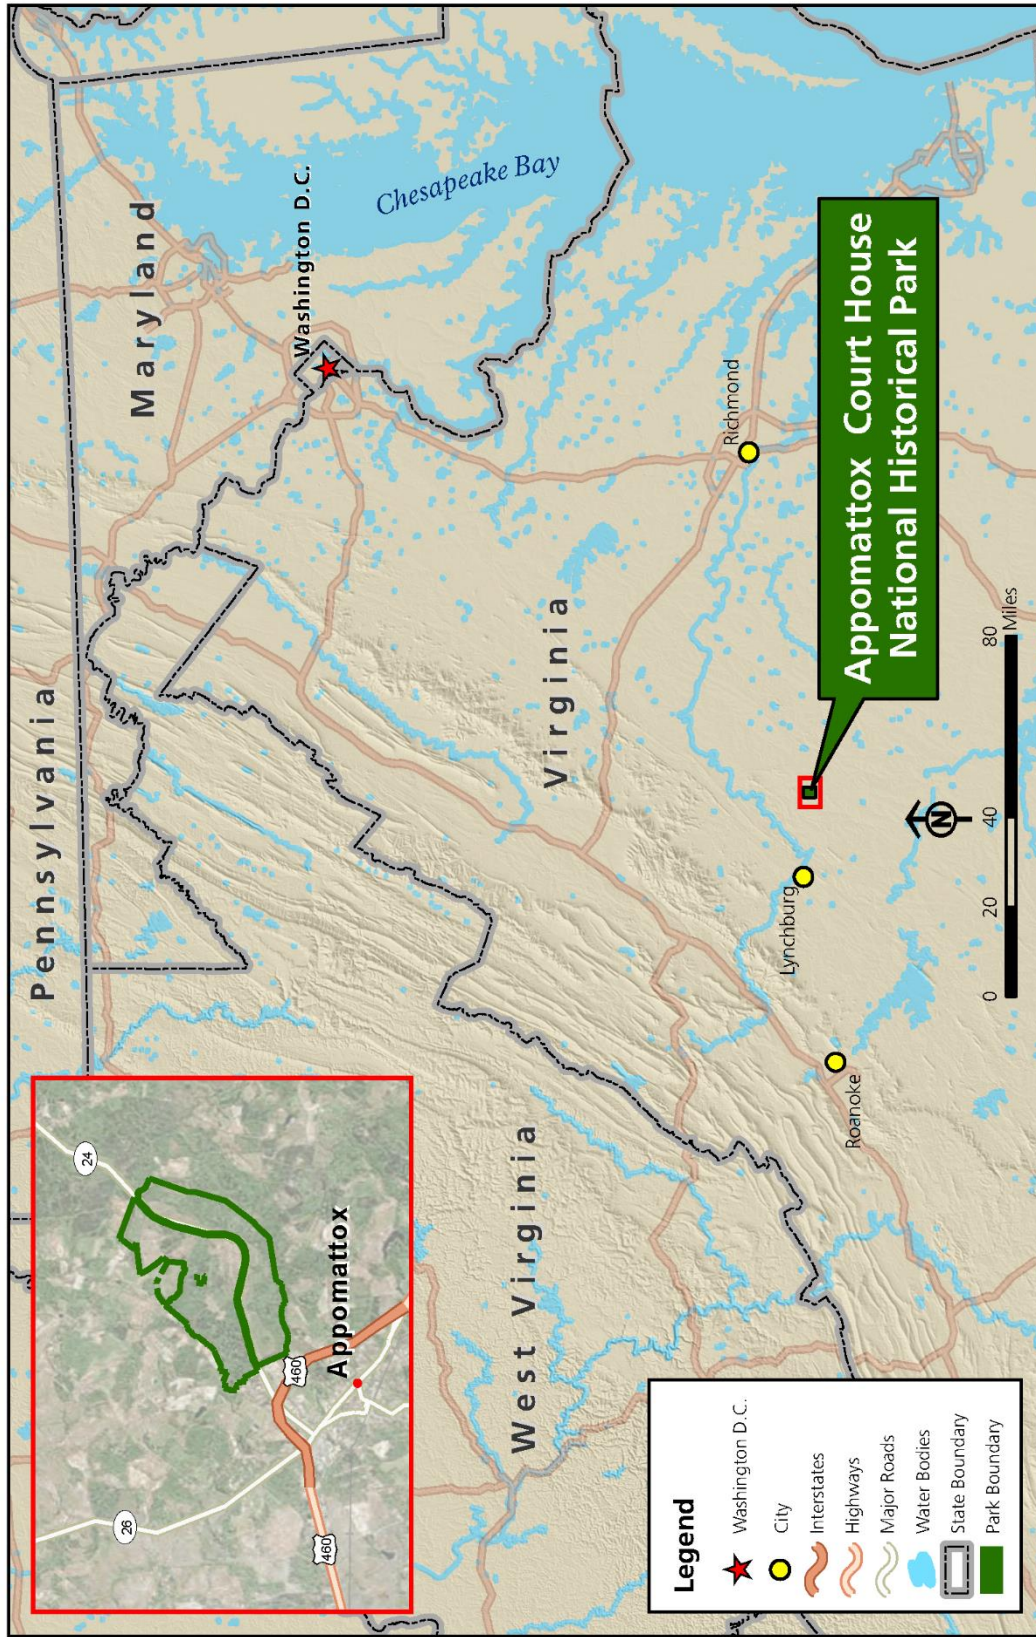 Pennsylvania
Maryland
Washington D.C.
Chesapeake Bay
24
26
Appomattox
460
460
West Virginia
Virginia
Richmond
Lynchburg
Roanoke
Appomattox Court House
National Historical Park
N
0 20 40 80
Miles
Legend
Washington D.C.
City
Interstates
Highways
Major Roads
Water Bodies
State Boundary
Park Boundary